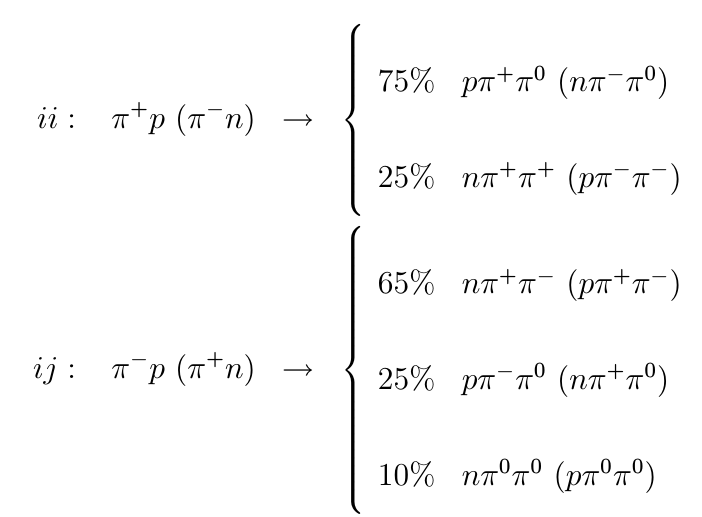 75% pπ⁺π⁰ (nπ⁻π⁰)
ii : π⁺p (π⁻n) →
25% nπ⁺π⁺ (pπ⁻π⁻)
65% nπ⁺π⁻ (pπ⁺π⁻)
ij : π⁻p (π⁺n) →
25% pπ⁻π⁰ (nπ⁺π⁰)
10% nπ⁰π⁰ (pπ⁰π⁰)